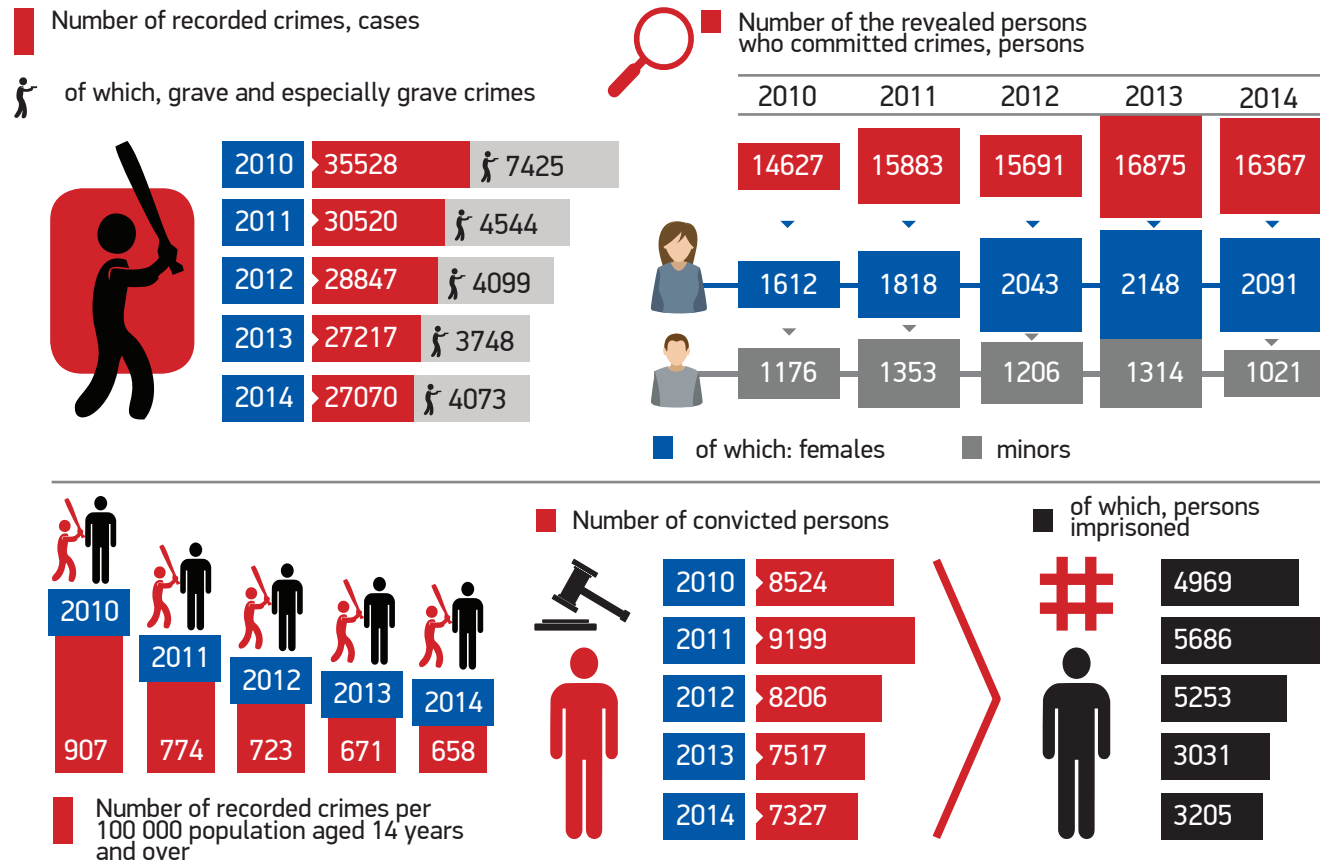 Number of recorded crimes, cases
of which, grave and especially grave crimes
2010 35528 7425
2011 30520 4544
2012 28847 4099
2013 27217 3748
2014 27070 4073
Number of the revealed persons
who committed crimes, persons
2010 2011 2012 2013 2014
14627 15883 15691 16875 16367
1612 1818 2043 2148 2091
1176 1353 1206 1314 1021
of which: females minors
2010 2011 2012 2013 2014
907 774 723 671 658
Number of recorded crimes per
100 000 population aged 14 years
and over
Number of convicted persons
2010 8524
2011 9199
2012 8206
2013 7517
2014 7327
of which, persons
imprisoned
4969
5686
5253
3031
3205